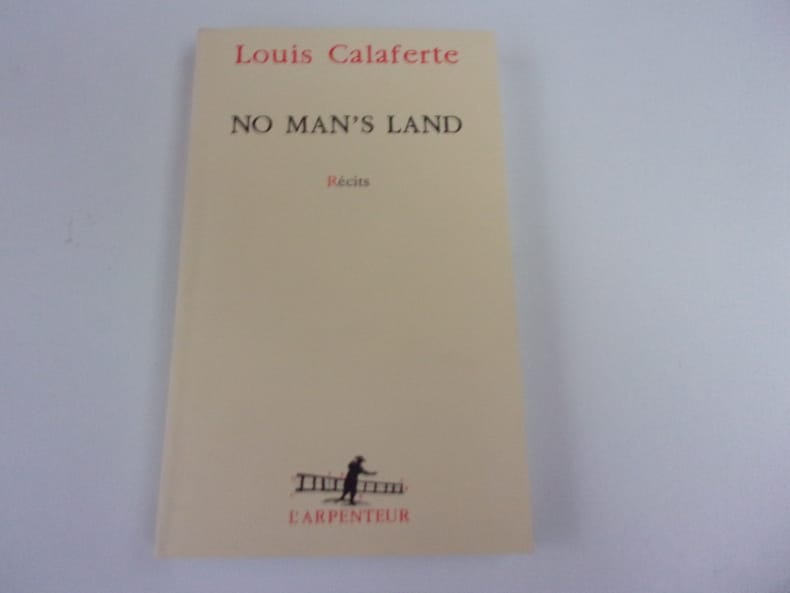 Louis Calaferte
NO MAN'S LAND
Récits
L'ARPENTEUR